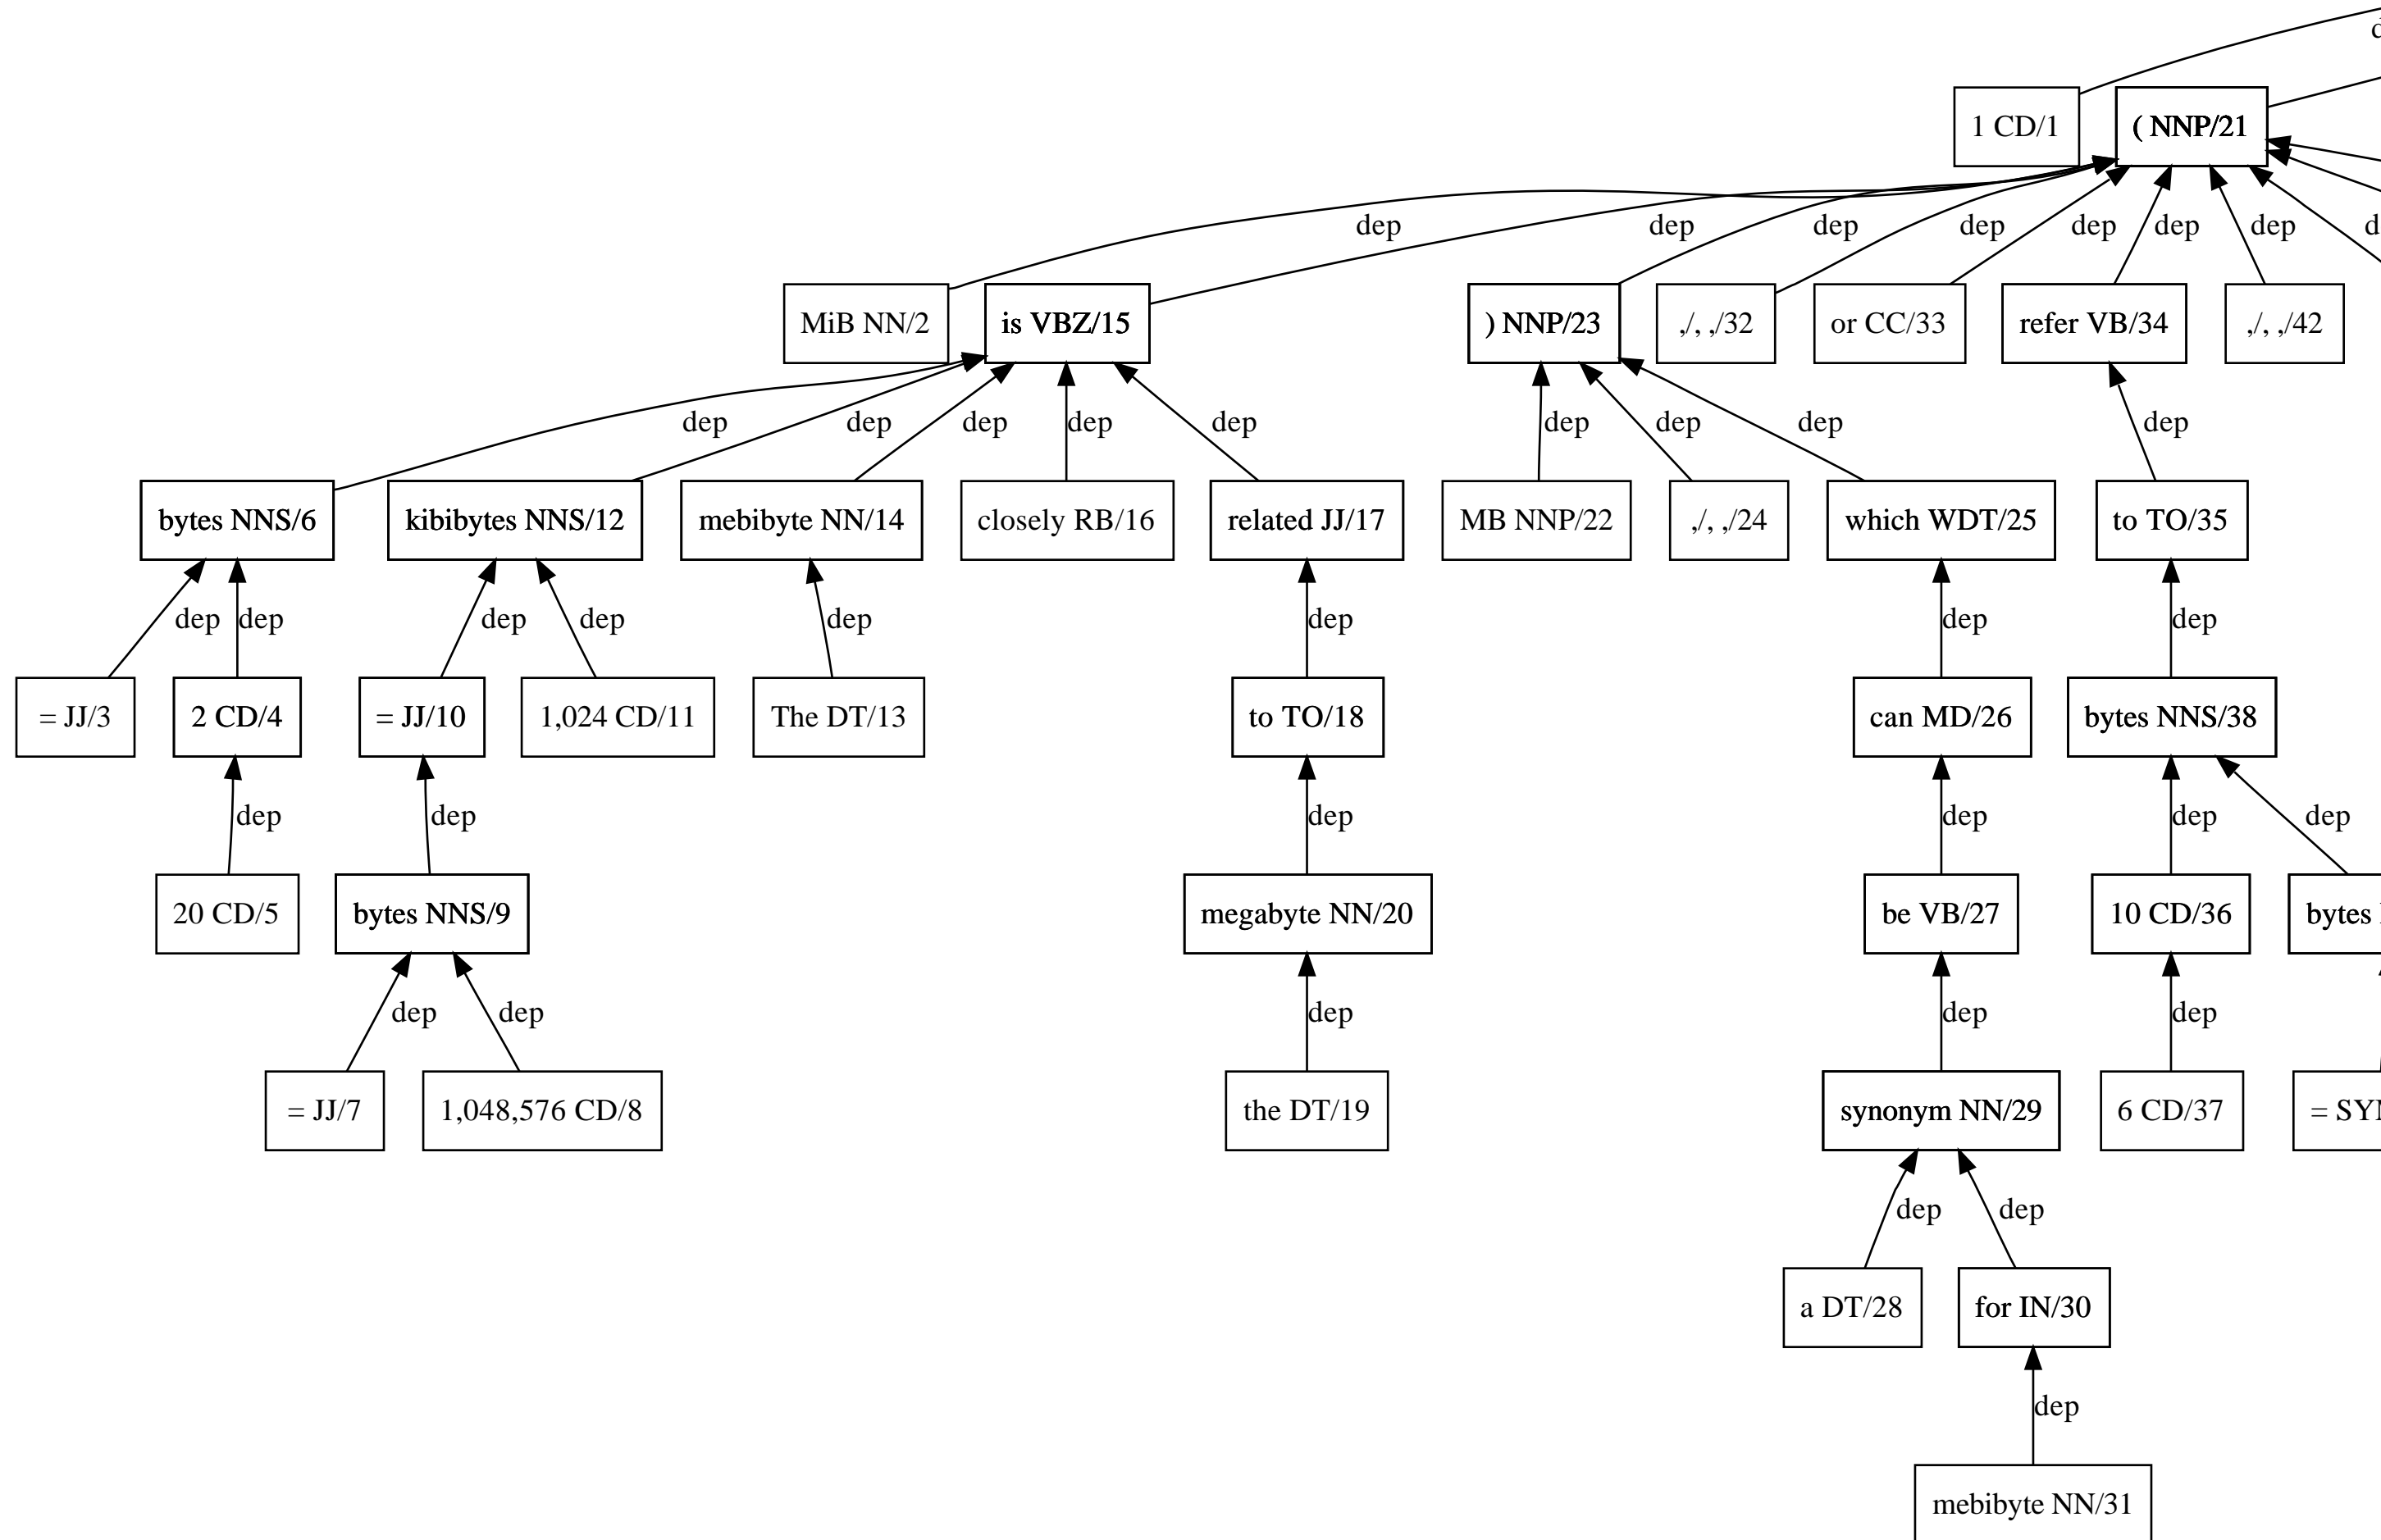 1 CD/1
( NNP/21
dep
dep
dep
dep
dep
dep
dep
MiB NN/2
is VBZ/15
) NNP/23
,/, ,/32
or CC/33
refer VB/34
,/, ,/42
dep
dep
dep
dep
dep
dep
dep
dep
dep
bytes NNS/6
kibibytes NNS/12
mebibyte NN/14
closely RB/16
related JJ/17
MB NNP/22
,/, ,/24
which WDT/25
to TO/35
dep
dep
dep
dep
dep
dep
dep
dep
= JJ/3
2 CD/4
= JJ/10
1,024 CD/11
The DT/13
to TO/18
can MD/26
bytes NNS/38
dep
dep
dep
dep
dep
dep
20 CD/5
bytes NNS/9
megabyte NN/20
be VB/27
10 CD/36
bytes
dep
dep
dep
dep
dep
= JJ/7
1,048,576 CD/8
the DT/19
synonym NN/29
6 CD/37
=
dep
dep
a DT/28
for IN/30
dep
mebibyte NN/31